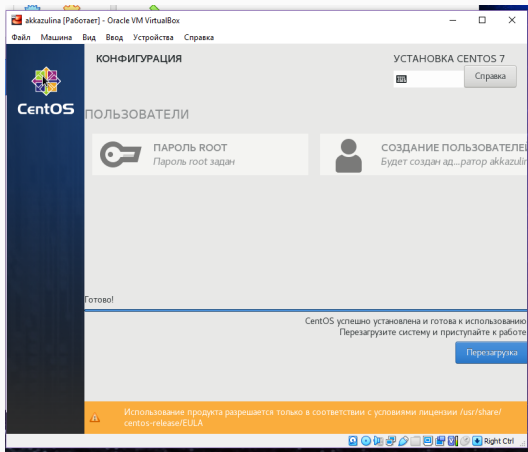 akkazulina [Работает] - Oracle VM VirtualBox
Файл Машина Вид Ввод Устройства Справка
КОНФИГУРАЦИЯ
УСТАНОВКА CENTOS 7
Справка
CentOS
ПОЛЬЗОВАТЕЛИ
ПАРОЛЬ ROOT
Пароль root задан
СОЗДАНИЕ ПОЛЬЗОВАТЕЛЕ
Будет создан ад...ратор akkazulin
Готово!
CentOS успешно установлена и готова к использованию
Перезагрузите систему и приступайте к работе
Перезагрузка
Использование продукта разрешается только в соответствии с условиями лицензии /usr/share/
centos-release/EULA
Right Ctrl